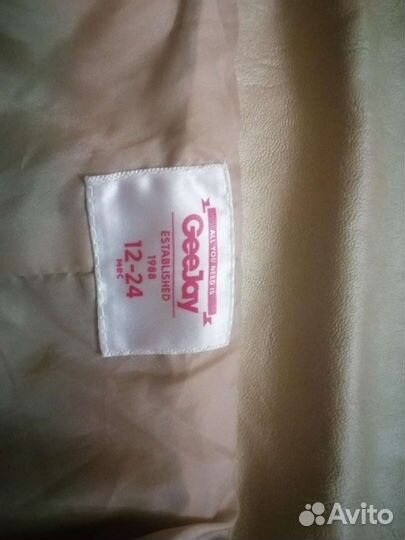 ALL YOU NEED IS
GeeJay
ESTABLISHED
1988
12-24
мес
Avito